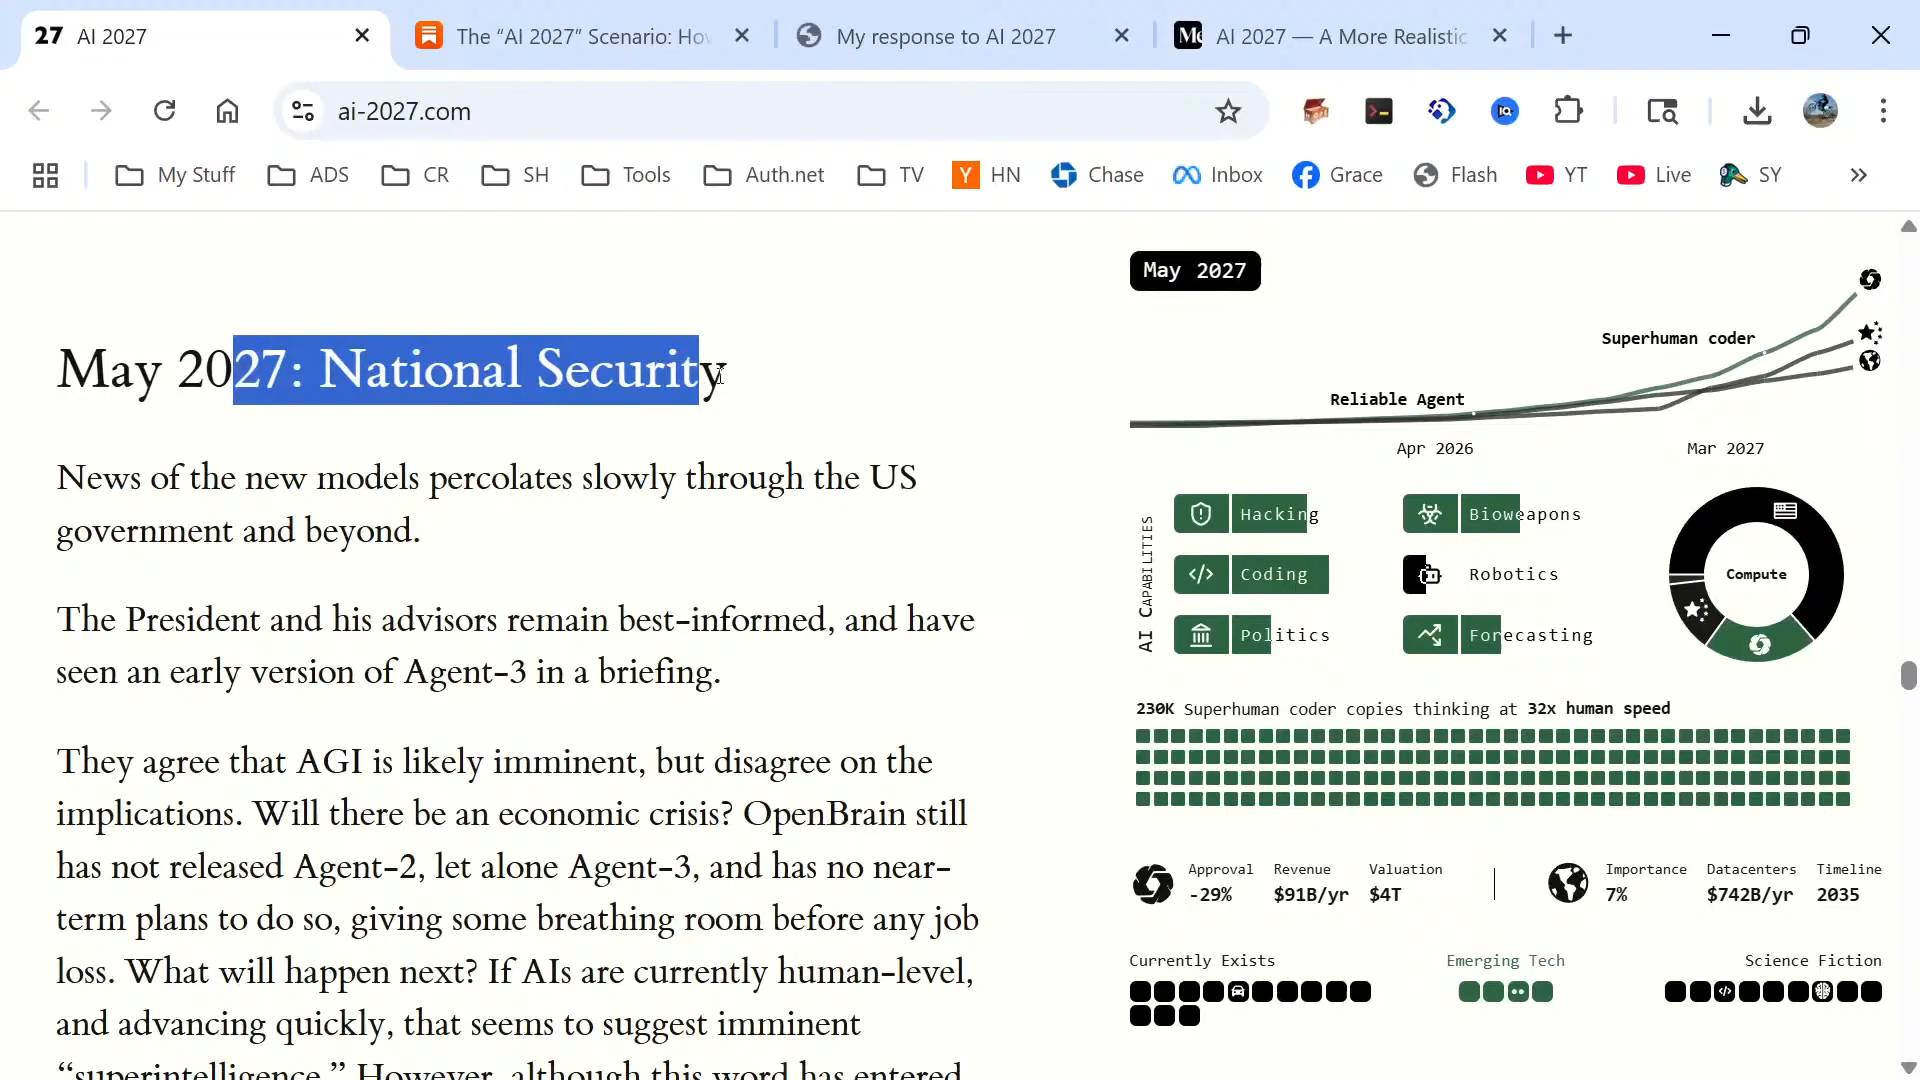 27 AI 2027
The “AI 2027” Scenario: How
My response to AI 2027
AI 2027 — A More Realistic
ai-2027.com
My Stuff ADS CR SH Tools Auth.net TV HN Chase Inbox Grace Flash YT Live SY
May 2027: National Security
News of the new models percolates slowly through the US
government and beyond.
The President and his advisors remain best-informed, and have
seen an early version of Agent-3 in a briefing.
They agree that AGI is likely imminent, but disagree on the
implications. Will there be an economic crisis? OpenBrain still
has not released Agent-2, let alone Agent-3, and has no near-
term plans to do so, giving some breathing room before any job
loss. What will happen next? If AIs are currently human-level,
and advancing quickly, that seems to suggest imminent
“superintelligence.” However, although this word has entered
May 2027
Superhuman coder
Reliable Agent
Apr 2026 Mar 2027
AI CAPABILITIES
Hacking Bioweapons
Coding Robotics
Politics Forecasting
Compute
230K Superhuman coder copies thinking at 32x human speed
Approval Revenue Valuation
-29% $91B/yr $4T
Importance Datacenters Timeline
7% $742B/yr 2035
Currently Exists Emerging Tech Science Fiction